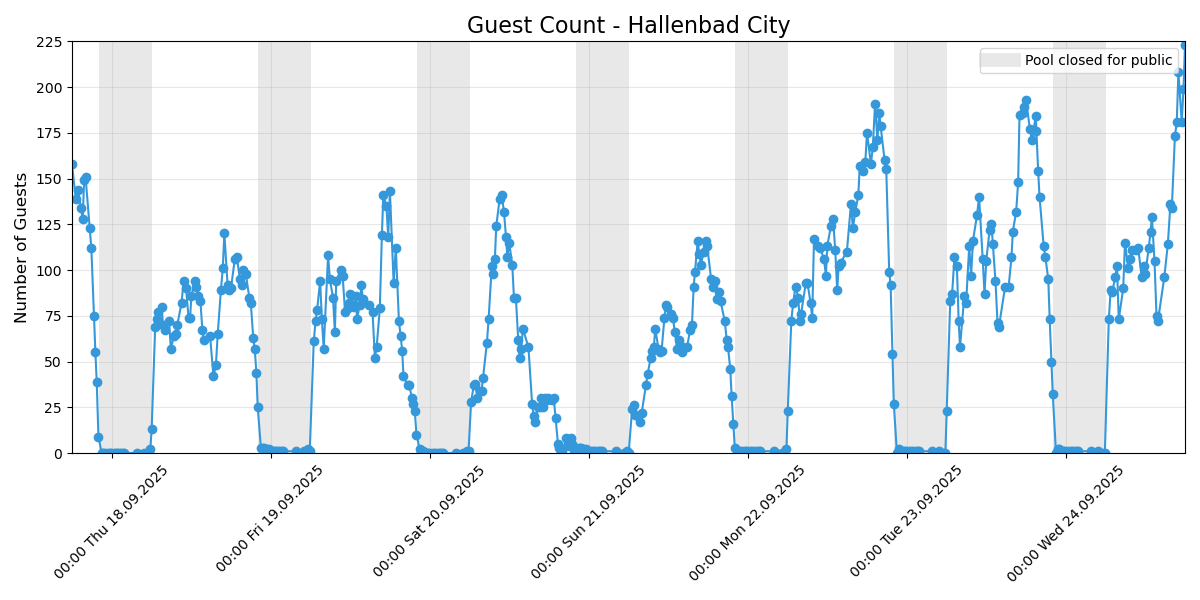 Guest Count - Hallenbad City
Number of Guests
225
200
175
150
125
100
75
50
25
0
Pool closed for public
00:00 Thu 18.09.2025
00:00 Fri 19.09.2025
00:00 Sat 20.09.2025
00:00 Sun 21.09.2025
00:00 Mon 22.09.2025
00:00 Tue 23.09.2025
00:00 Wed 24.09.2025